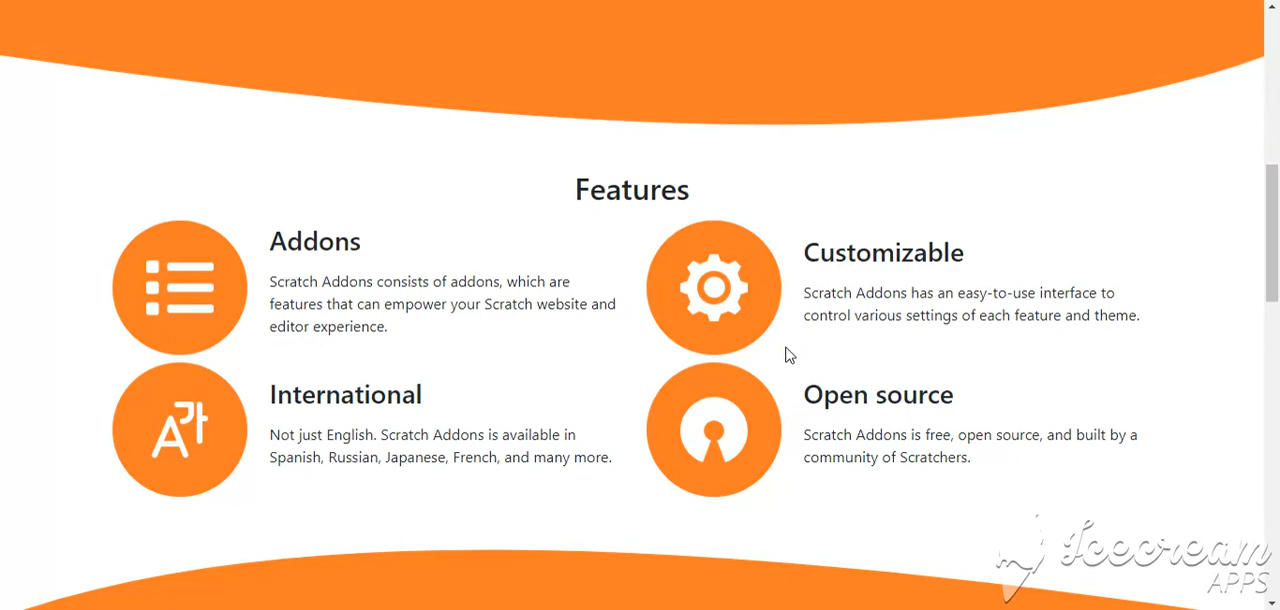 Features
Addons
Scratch Addons consists of addons, which are
features that can empower your Scratch website and
editor experience.
Customizable
Scratch Addons has an easy-to-use interface to
control various settings of each feature and theme.
International
Not just English. Scratch Addons is available in
Spanish, Russian, Japanese, French, and many more.
A가
Open source
Scratch Addons is free, open source, and built by a
community of Scratchers.
Icecream
APPS